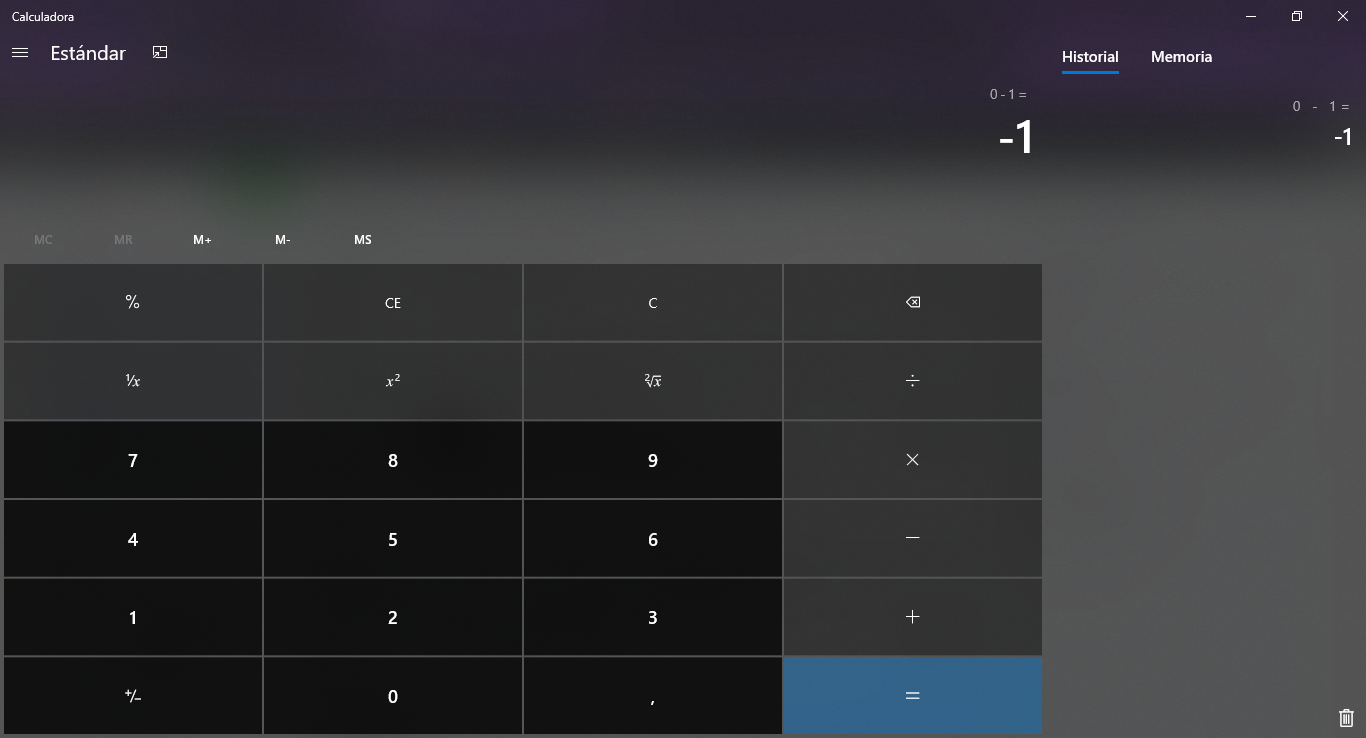 Calculadora
Estándar
Historial Memoria
0 - 1 =
-1
0 - 1 =
-1
MC MR M+ M- MS
% CE C
¹/x x² ²√x ÷
7 8 9 ×
4 5 6 −
1 2 3 +
+/− 0 , =